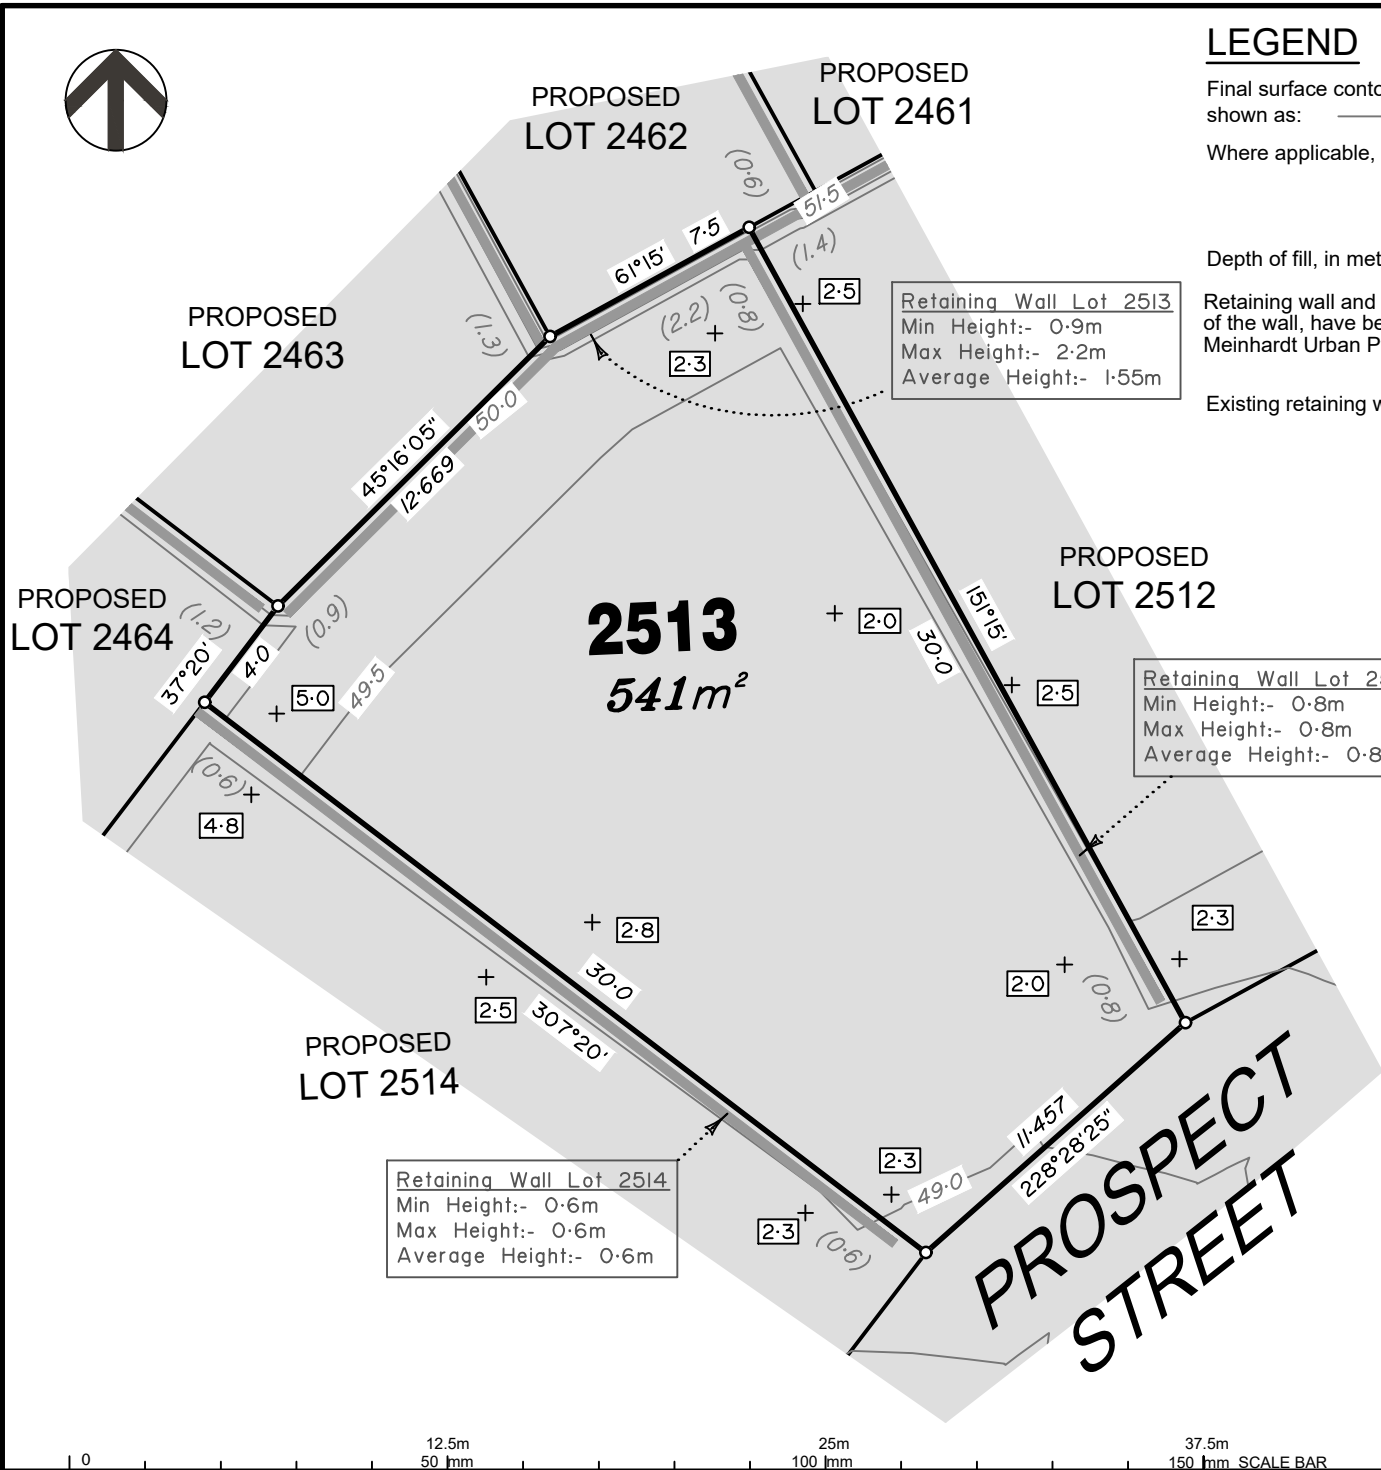 LEGEND
Final surface conto
shown as:
Where applicable,
Depth of fill, in met
Retaining wall and
of the wall, have be
Meinhardt Urban P
Existing retaining w
PROPOSED
LOT 2461
PROPOSED
LOT 2462
PROPOSED
LOT 2463
PROPOSED
LOT 2464
(0.6)
51.5
(1.4)
61°15' 7.5
(1.3)
(2.2)
(0.8)
2.5
2.3
Retaining Wall Lot 2513
Min Height:- 0.9m
Max Height:- 2.2m
Average Height:- 1.55m
50.0
45°16'05"
12.669
(1.2)
(0.9)
37°20'
4.0
5.0
49.5
2513
541m²
2.0
30.0
151°15'
PROPOSED
LOT 2512
2.5
Retaining Wall Lot 25
Min Height:- 0.8m
Max Height:- 0.8m
Average Height:- 0.8
(0.6)
4.8
2.8
2.5
30.0
307°20'
2.3
2.0
(0.8)
PROPOSED
LOT 2514
Retaining Wall Lot 2514
Min Height:- 0.6m
Max Height:- 0.6m
Average Height:- 0.6m
2.3
2.3
(0.6)
49.0
11.457
228°28'25"
PROSPECT
STREET
12.5m 25m 37.5m
0 50 mm 100 mm 150 mm SCALE BAR